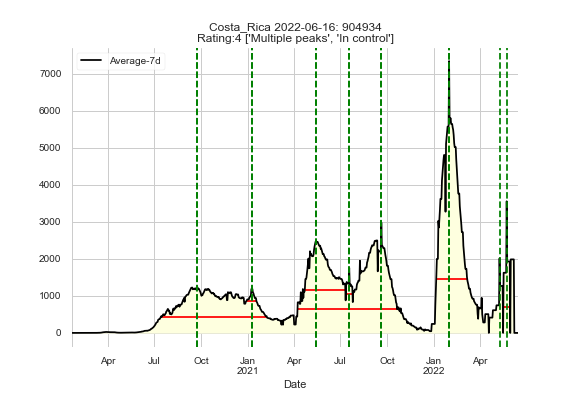 Costa_Rica 2022-06-16: 904934
Rating:4 ['Multiple peaks', 'In control']
Average-7d
7000
6000
5000
4000
3000
2000
1000
0
Apr
Jul
Oct
Jan
2021
Apr
Jul
Oct
Jan
2022
Apr
Date